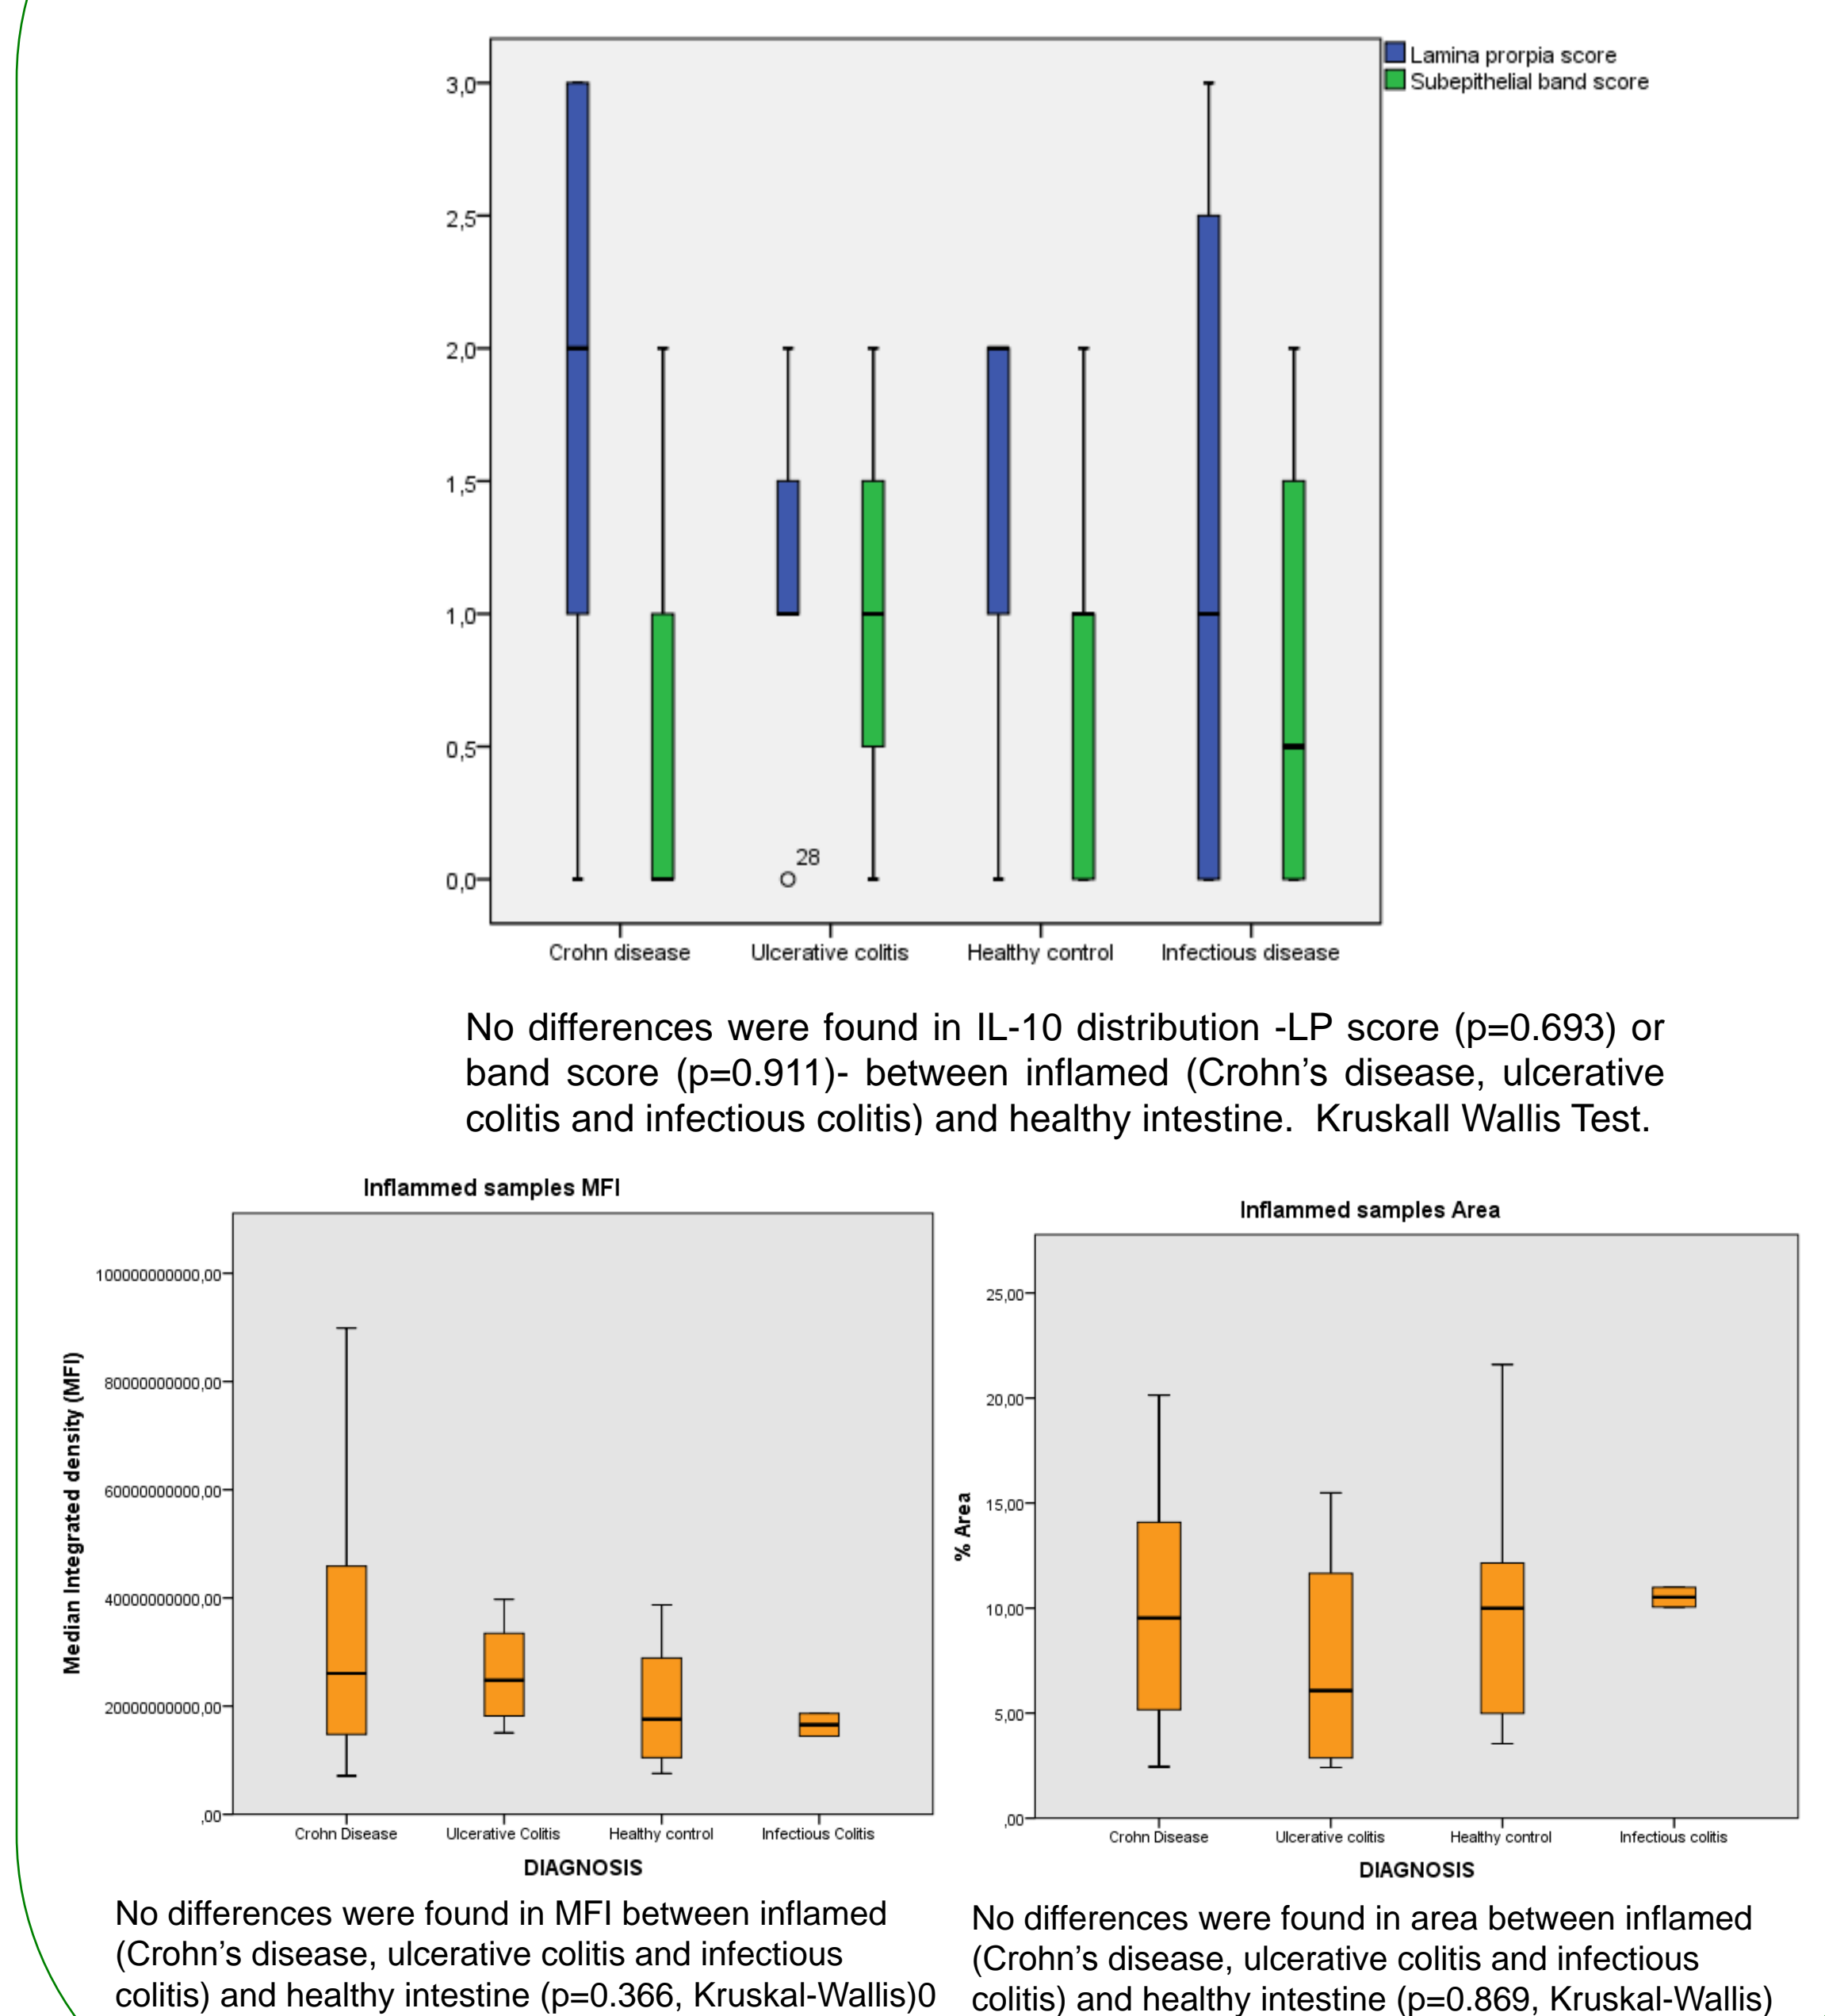 Lamina prorpia score
Subepithelial band score
3,0
2,5
2,0
1,5
1,0
0,5
0,0
28
Crohn disease Ulcerative colitis Healthy control Infectious disease
No differences were found in IL-10 distribution -LP score (p=0.693) or
band score (p=0.911)- between inflamed (Crohn’s disease, ulcerative
colitis and infectious colitis) and healthy intestine. Kruskall Wallis Test.
Inflammed samples MFI
Median Integrated density (MFI)
100000000000,00
80000000000,00
60000000000,00
40000000000,00
20000000000,00
,00
Crohn Disease Ulcerative Colitis Healthy control Infectious Colitis
DIAGNOSIS
No differences were found in MFI between inflamed
(Crohn’s disease, ulcerative colitis and infectious
colitis) and healthy intestine (p=0.366, Kruskal-Wallis)0
Inflammed samples Area
% Area
25,00
20,00
15,00
10,00
5,00
,00
Crohn Disease Ulcerative colitis Healthy control Infectious colitis
DIAGNOSIS
No differences were found in area between inflamed
(Crohn’s disease, ulcerative colitis and infectious
colitis) and healthy intestine (p=0.869, Kruskal-Wallis)